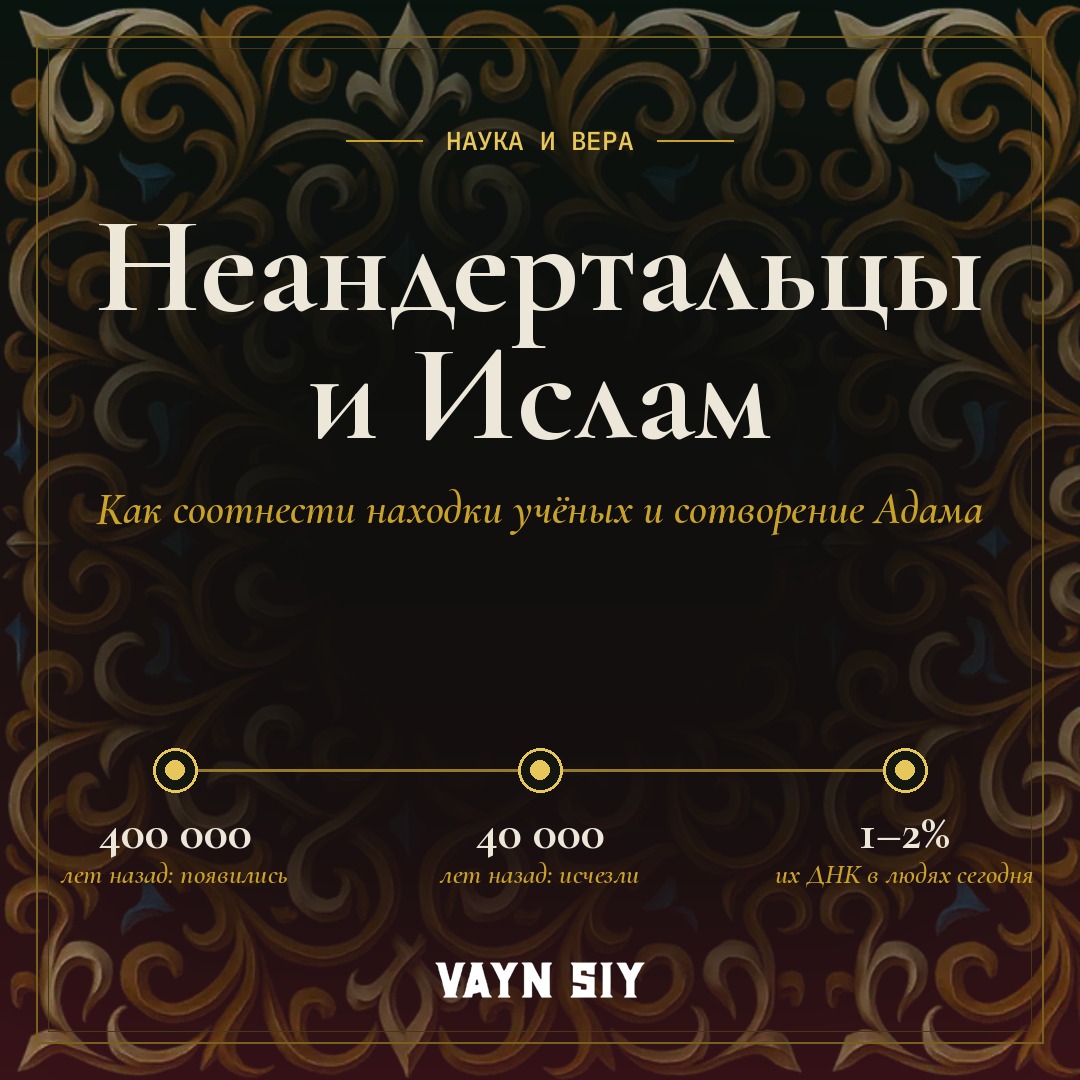 НАУКА И ВЕРА
Неандертальцы
и Ислам
Как соотнести находки учёных и сотворение Адама
400 000 40 000 1–2%
лет назад: появились лет назад: исчезли их ДНК в людях сегодня
VAYN SIY